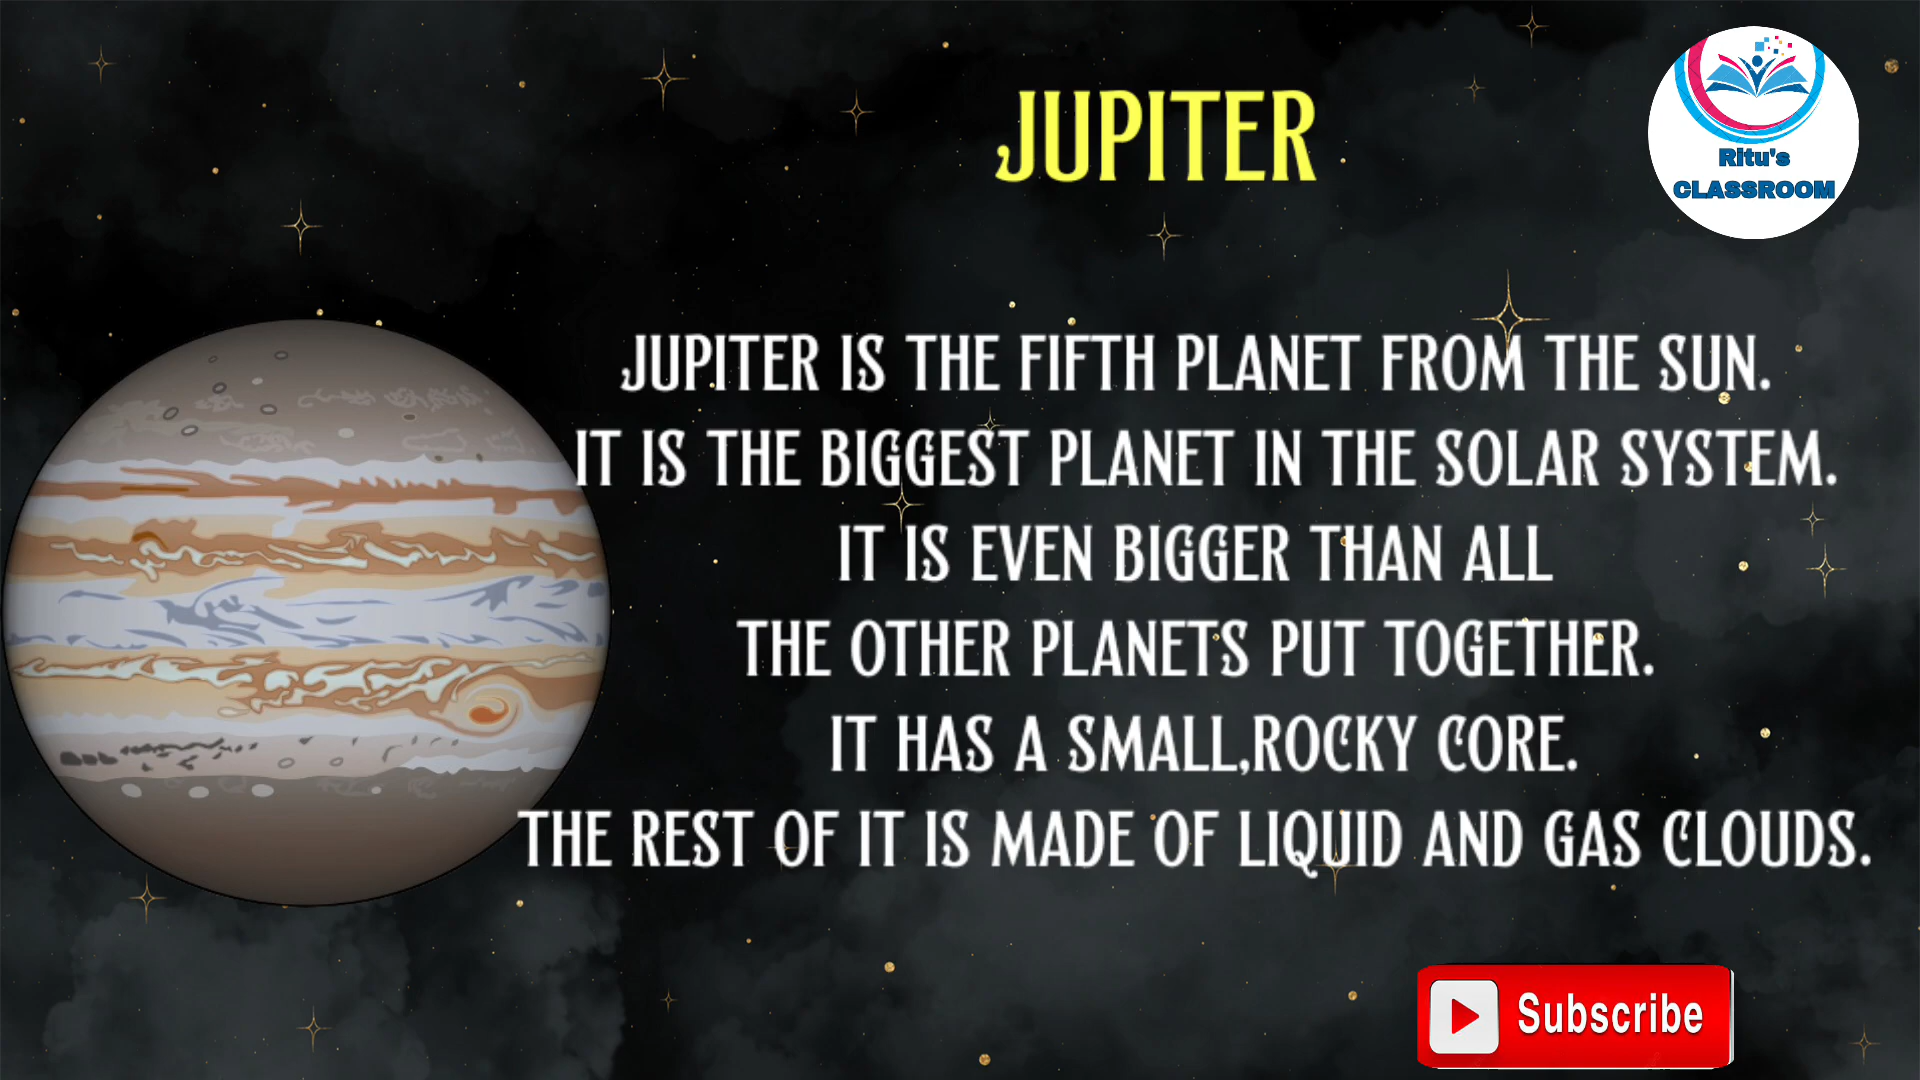 JUPITER
Ritu's
CLASSROOM
JUPITER IS THE FIFTH PLANET FROM THE SUN.
IT IS THE BIGGEST PLANET IN THE SOLAR SYSTEM.
IT IS EVEN BIGGER THAN ALL
THE OTHER PLANETS PUT TOGETHER.
IT HAS A SMALL,ROCKY CORE.
THE REST OF IT IS MADE OF LIQUID AND GAS CLOUDS.
Subscribe